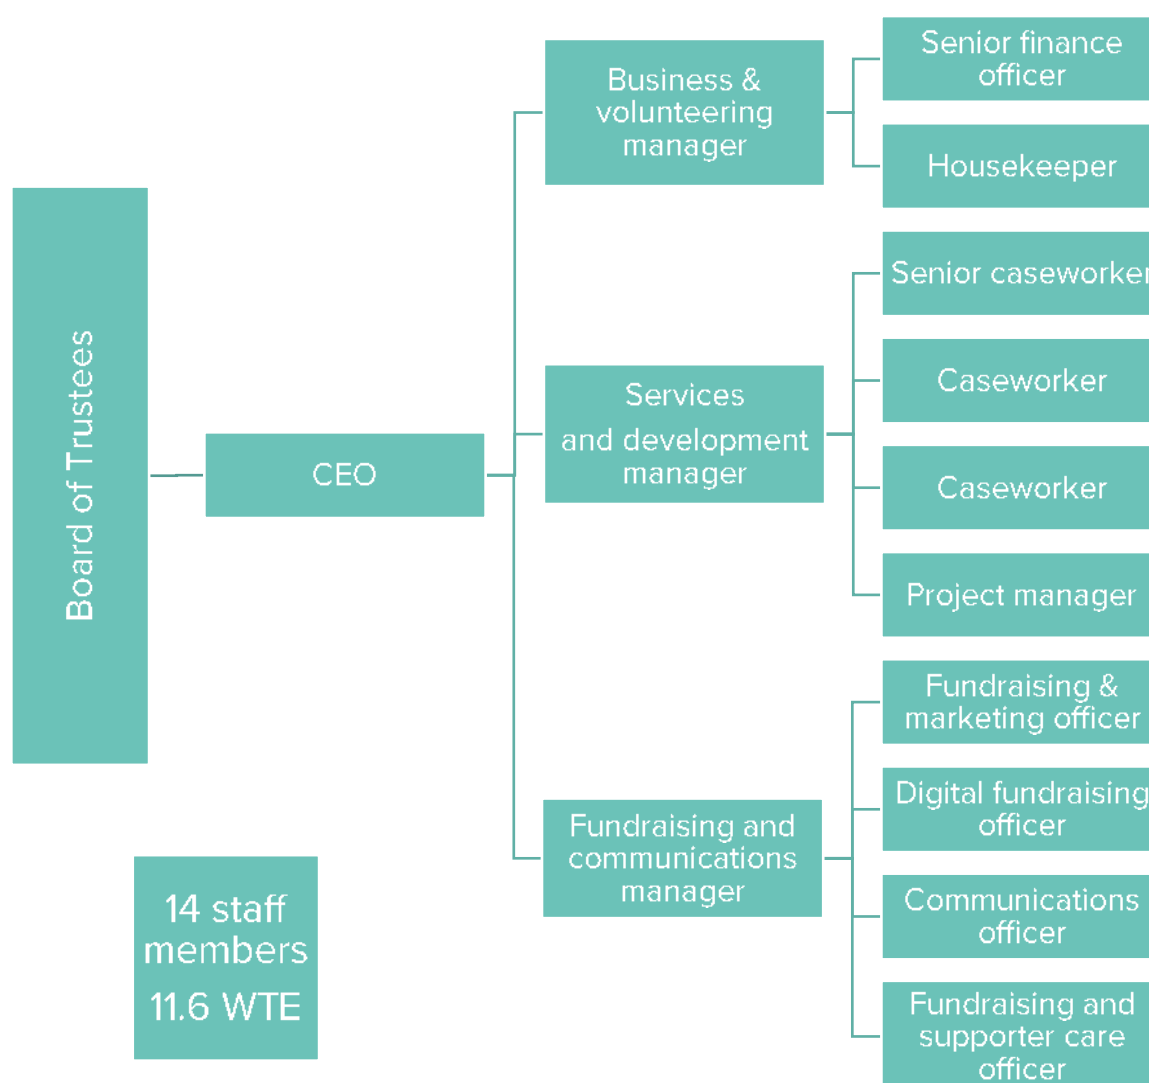 Board of Trustees
CEO
Business &
volunteering
manager
Senior finance
officer
Housekeeper
Services
and development
manager
Senior caseworker
Caseworker
Caseworker
Project manager
Fundraising and
communications
manager
Fundraising &
marketing officer
Digital fundraising
officer
Communications
officer
Fundraising and
supporter care
officer
14 staff
members
11.6 WTE